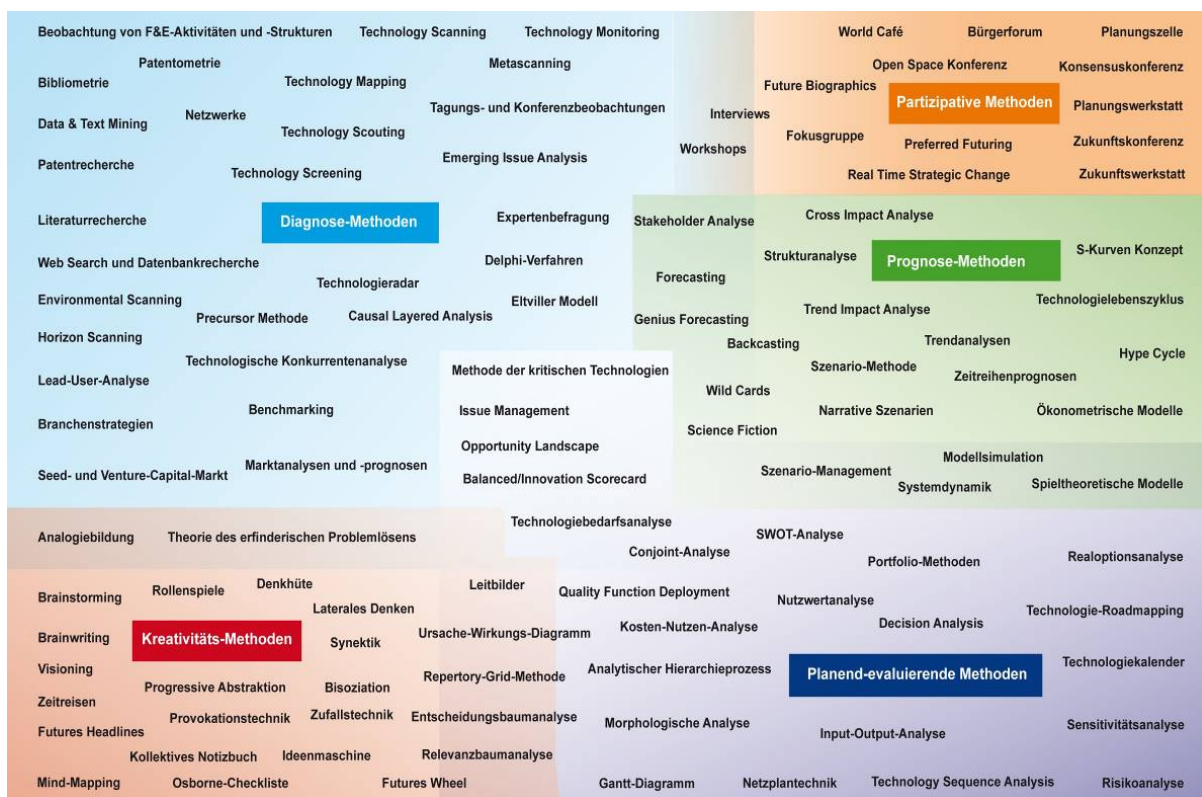 Beobachtung von F&E-Aktivitäten und -Strukturen
Technology Scanning
Technology Monitoring
Patentometrie
Metascanning
Bibliometrie
Technology Mapping
Tagungs- und Konferenzbeobachtungen
Netzwerke
Data & Text Mining
Technology Scouting
Emerging Issue Analysis
Patentrecherche
Technology Screening
Literaturrecherche
Diagnose-Methoden
Expertenbefragung
Web Search und Datenbankrecherche
Delphi-Verfahren
Technologieradar
Environmental Scanning
Eltviller Modell
Precursor Methode
Causal Layered Analysis
Horizon Scanning
Technologische Konkurrentenanalyse
Lead-User-Analyse
Benchmarking
Branchenstrategien
Marktanalysen und -prognosen
Seed- und Venture-Capital-Markt
Methode der kritischen Technologien
Issue Management
Opportunity Landscape
Balanced/Innovation Scorecard
World Café
Bürgerforum
Planungszelle
Open Space Konferenz
Konsensuskonferenz
Future Biographics
Partizipative Methoden
Planungswerkstatt
Interviews
Fokusgruppe
Workshops
Preferred Futuring
Zukunftskonferenz
Real Time Strategic Change
Zukunftswerkstatt
Stakeholder Analyse
Cross Impact Analyse
Strukturanalyse
Prognose-Methoden
S-Kurven Konzept
Forecasting
Technologielebenszyklus
Genius Forecasting
Trend Impact Analyse
Backcasting
Trendanalysen
Hype Cycle
Szenario-Methode
Zeitreihenprognosen
Wild Cards
Narrative Szenarien
Ökonometrische Modelle
Science Fiction
Modellsimulation
Szenario-Management
Systemdynamik
Spieltheoretische Modelle
Analogiebildung
Theorie des erfinderischen Problemlösens
Brainstorming
Rollenspiele
Denkhüte
Leitbilder
Laterales Denken
Brainwriting
Kreativitäts-Methoden
Synektik
Ursache-Wirkungs-Diagramm
Visioning
Repertory-Grid-Methode
Progressive Abstraktion
Bisoziation
Zeitreisen
Provokationstechnik
Zufallstechnik
Entscheidungsbaumanalyse
Futures Headlines
Kollektives Notizbuch
Ideenmaschine
Relevanzbaumanalyse
Mind-Mapping
Osborne-Checkliste
Futures Wheel
Technologiebedarfsanalyse
SWOT-Analyse
Conjoint-Analyse
Portfolio-Methoden
Realoptionsanalyse
Quality Function Deployment
Nutzwertanalyse
Technologie-Roadmapping
Kosten-Nutzen-Analyse
Decision Analysis
Analytischer Hierarchieprozess
Planend-evaluierende Methoden
Technologiekalender
Morphologische Analyse
Input-Output-Analyse
Sensitivitätsanalyse
Gantt-Diagramm
Netzplantechnik
Technology Sequence Analysis
Risikoanalyse